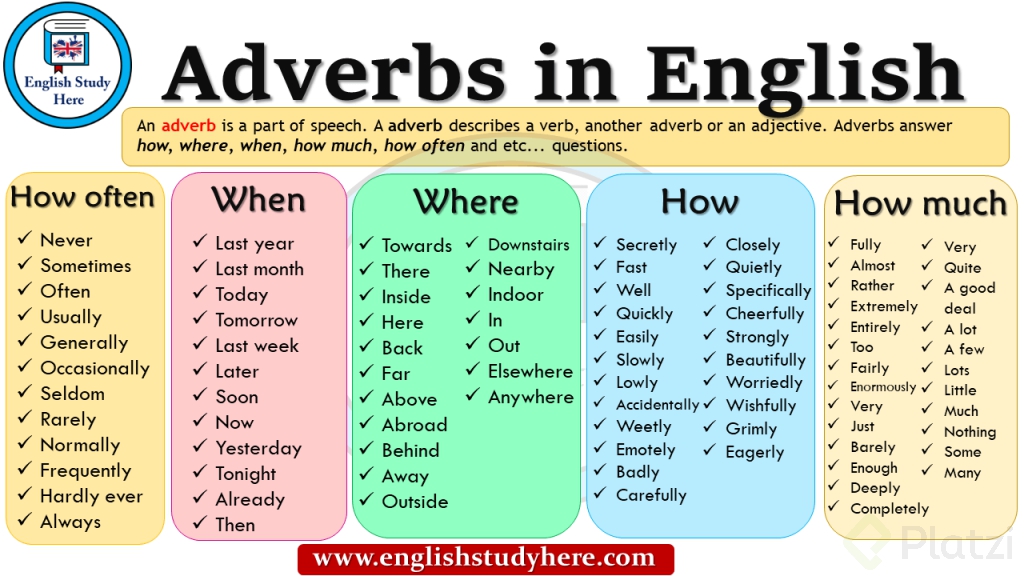 English Study
Here
Adverbs in English
An adverb is a part of speech. A adverb describes a verb, another adverb or an adjective. Adverbs answer
how, where, when, how much, how often and etc... questions.
How often
✓ Never
✓ Sometimes
✓ Often
✓ Usually
✓ Generally
✓ Occasionally
✓ Seldom
✓ Rarely
✓ Normally
✓ Frequently
✓ Hardly ever
✓ Always
When
✓ Last year
✓ Last month
✓ Today
✓ Tomorrow
✓ Last week
✓ Later
✓ Soon
✓ Now
✓ Yesterday
✓ Tonight
✓ Already
✓ Then
Where
✓ Towards
✓ There
✓ Inside
✓ Here
✓ Back
✓ Far
✓ Above
✓ Abroad
✓ Behind
✓ Away
✓ Outside
✓ Downstairs
✓ Nearby
✓ Indoor
✓ In
✓ Out
✓ Elsewhere
✓ Anywhere
How
✓ Secretly
✓ Fast
✓ Well
✓ Quickly
✓ Easily
✓ Slowly
✓ Lowly
✓ Accidentally
✓ Weetly
✓ Emotely
✓ Badly
✓ Carefully
✓ Closely
✓ Quietly
✓ Specifically
✓ Cheerfully
✓ Strongly
✓ Beautifully
✓ Worriedly
✓ Wishfully
✓ Grimly
✓ Eagerly
How much
✓ Fully
✓ Almost
✓ Rather
✓ Extremely
✓ Entirely
✓ Too
✓ Fairly
✓ Enormously
✓ Very
✓ Just
✓ Barely
✓ Enough
✓ Deeply
✓ Completely
✓ Very
✓ Quite
✓ A good
deal
✓ A lot
✓ A few
✓ Lots
✓ Little
✓ Much
✓ Nothing
✓ Some
✓ Many
www.englishstudyhere.com
Platzi